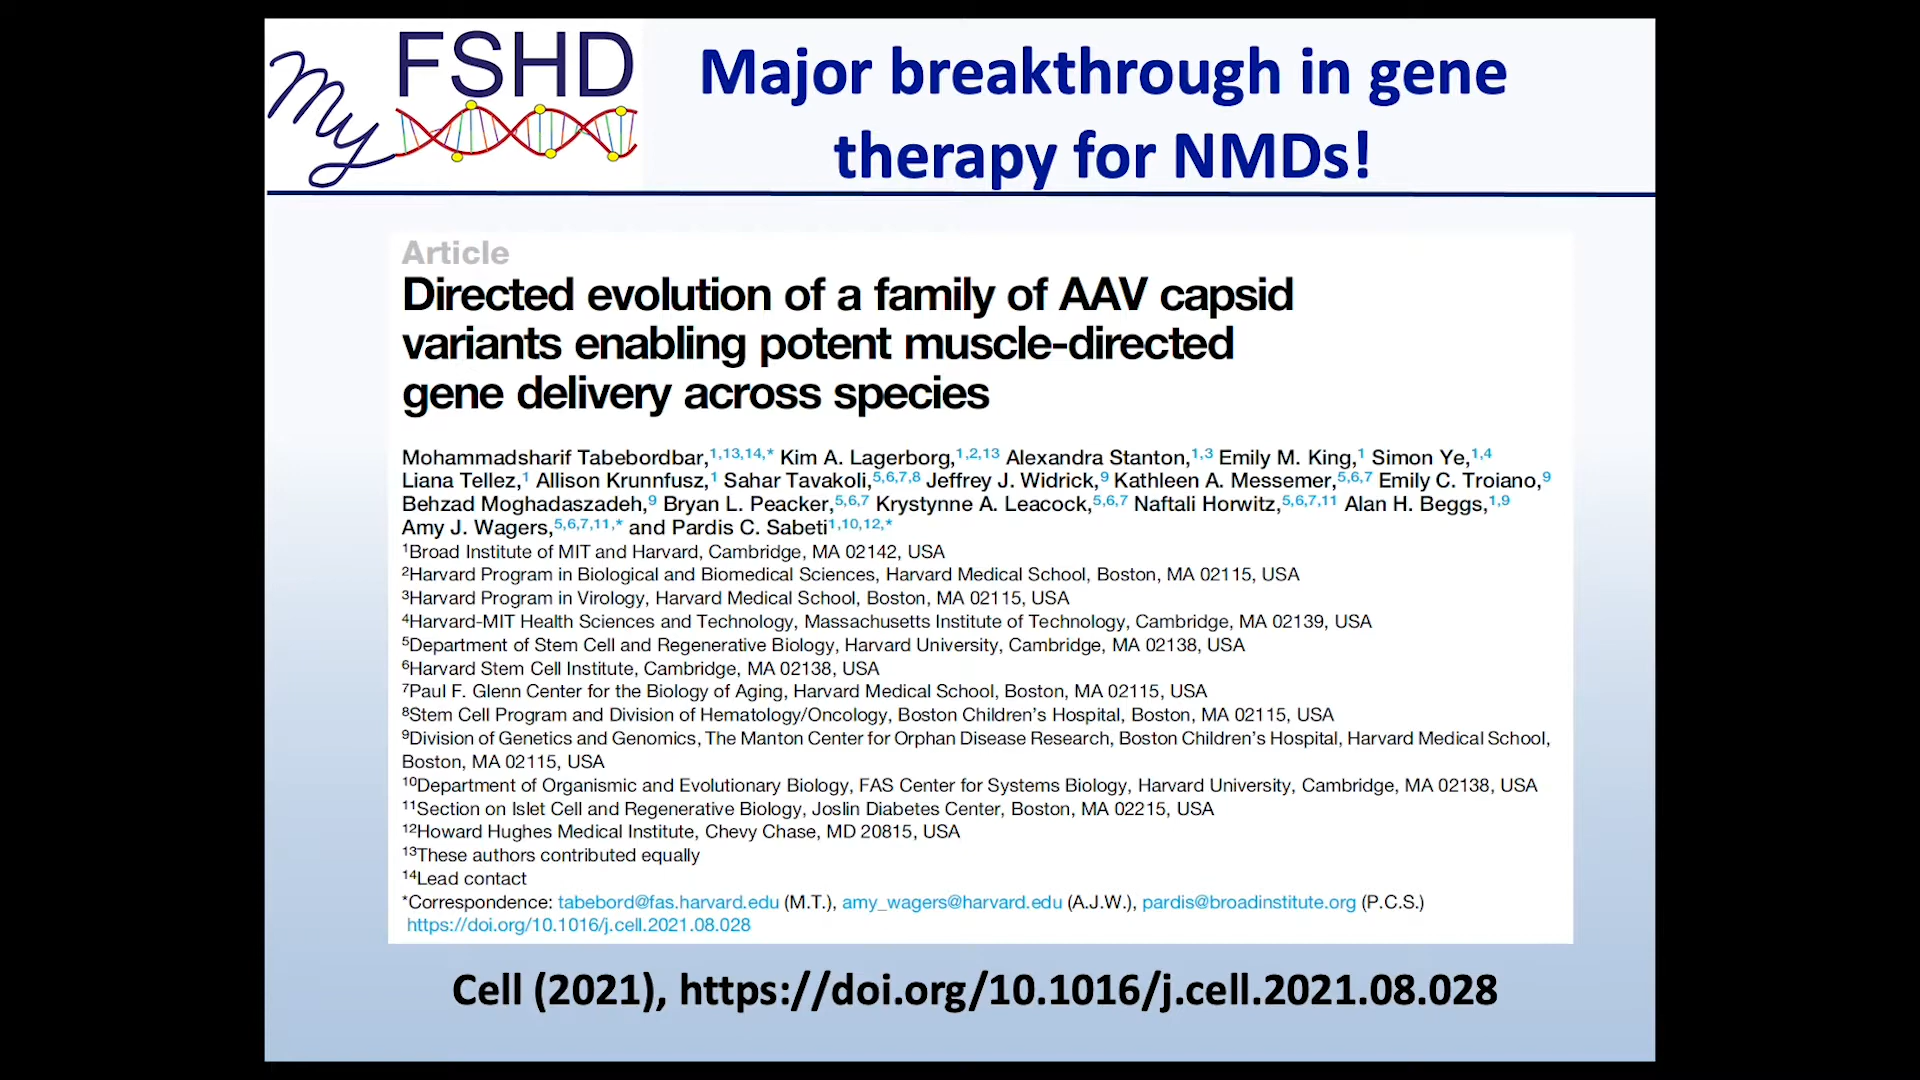 My FSHD
Major breakthrough in gene
therapy for NMDs!
Article
Directed evolution of a family of AAV capsid
variants enabling potent muscle-directed
gene delivery across species
Mohammadsharif Tabebordbar,1,13,14,* Kim A. Lagerborg,1,2,13 Alexandra Stanton,1,3 Emily M. King,1 Simon Ye,1,4
Liana Tellez,1 Allison Krunnfusz,1 Sahar Tavakoli,5,6,7,8 Jeffrey J. Widrick,9 Kathleen A. Messemer,5,6,7 Emily C. Troiano,9
Behzad Moghadaszadeh,9 Bryan L. Peacker,5,6,7 Krystynne A. Leacock,5,6,7 Naftali Horwitz,5,6,7,11 Alan H. Beggs,1,9
Amy J. Wagers,5,6,7,11,* and Pardis C. Sabeti1,10,12,*
1Broad Institute of MIT and Harvard, Cambridge, MA 02142, USA
2Harvard Program in Biological and Biomedical Sciences, Harvard Medical School, Boston, MA 02115, USA
3Harvard Program in Virology, Harvard Medical School, Boston, MA 02115, USA
4Harvard-MIT Health Sciences and Technology, Massachusetts Institute of Technology, Cambridge, MA 02139, USA
5Department of Stem Cell and Regenerative Biology, Harvard University, Cambridge, MA 02138, USA
6Harvard Stem Cell Institute, Cambridge, MA 02138, USA
7Paul F. Glenn Center for the Biology of Aging, Harvard Medical School, Boston, MA 02115, USA
8Stem Cell Program and Division of Hematology/Oncology, Boston Children's Hospital, Boston, MA 02115, USA
9Division of Genetics and Genomics, The Manton Center for Orphan Disease Research, Boston Children's Hospital, Harvard Medical School,
Boston, MA 02115, USA
10Department of Organismic and Evolutionary Biology, FAS Center for Systems Biology, Harvard University, Cambridge, MA 02138, USA
11Section on Islet Cell and Regenerative Biology, Joslin Diabetes Center, Boston, MA 02215, USA
12Howard Hughes Medical Institute, Chevy Chase, MD 20815, USA
13These authors contributed equally
14Lead contact
*Correspondence: tabebord@fas.harvard.edu (M.T.), amy_wagers@harvard.edu (A.J.W.), pardis@broadinstitute.org (P.C.S.)
https://doi.org/10.1016/j.cell.2021.08.028
Cell (2021), https://doi.org/10.1016/j.cell.2021.08.028